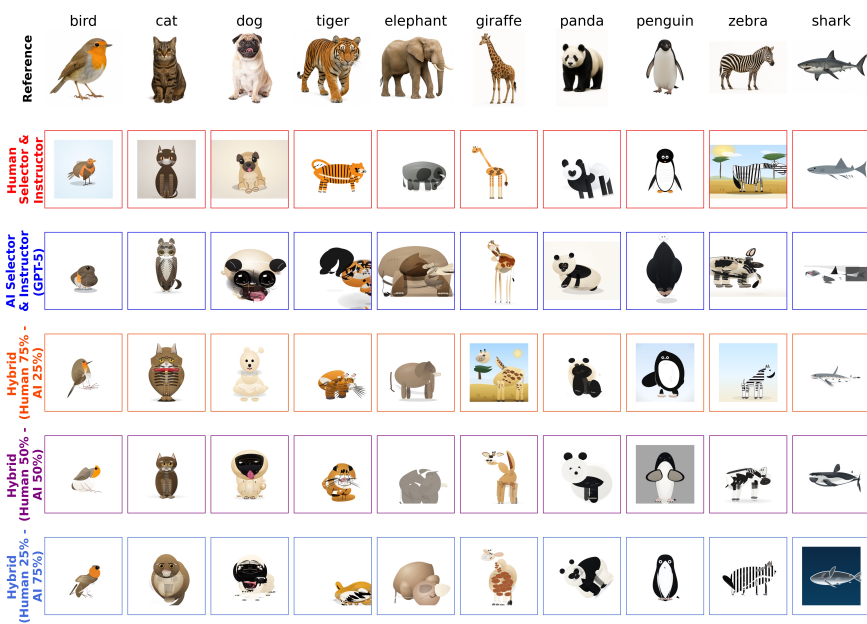 bird cat dog tiger elephant giraffe panda penguin zebra shark
Reference
Human
Selector &
Instructor
AI Selector
& Instructor
(GPT-5)
Hybrid
(Human 75% -
AI 25%)
Hybrid
(Human 50% -
AI 50%)
Hybrid
(Human 25% -
AI 75%)